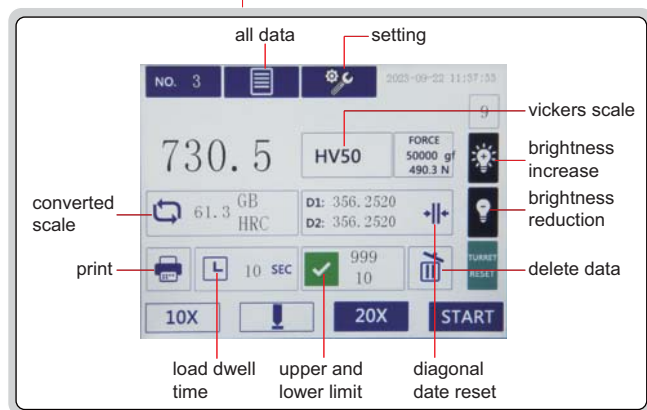 all data
setting
NO. 3
2023-09-22 11:37:33
9
vickers scale
730.5
HV50
FORCE
50000 gf
490.3 N
brightness
increase
converted
scale
61.3
GB
HRC
D1: 356.2520
D2: 356.2520
brightness
reduction
print
10 SEC
999
10
TURRET
RESET
delete data
10X
20X
START
load dwell
time
upper and
lower limit
diagonal
date reset